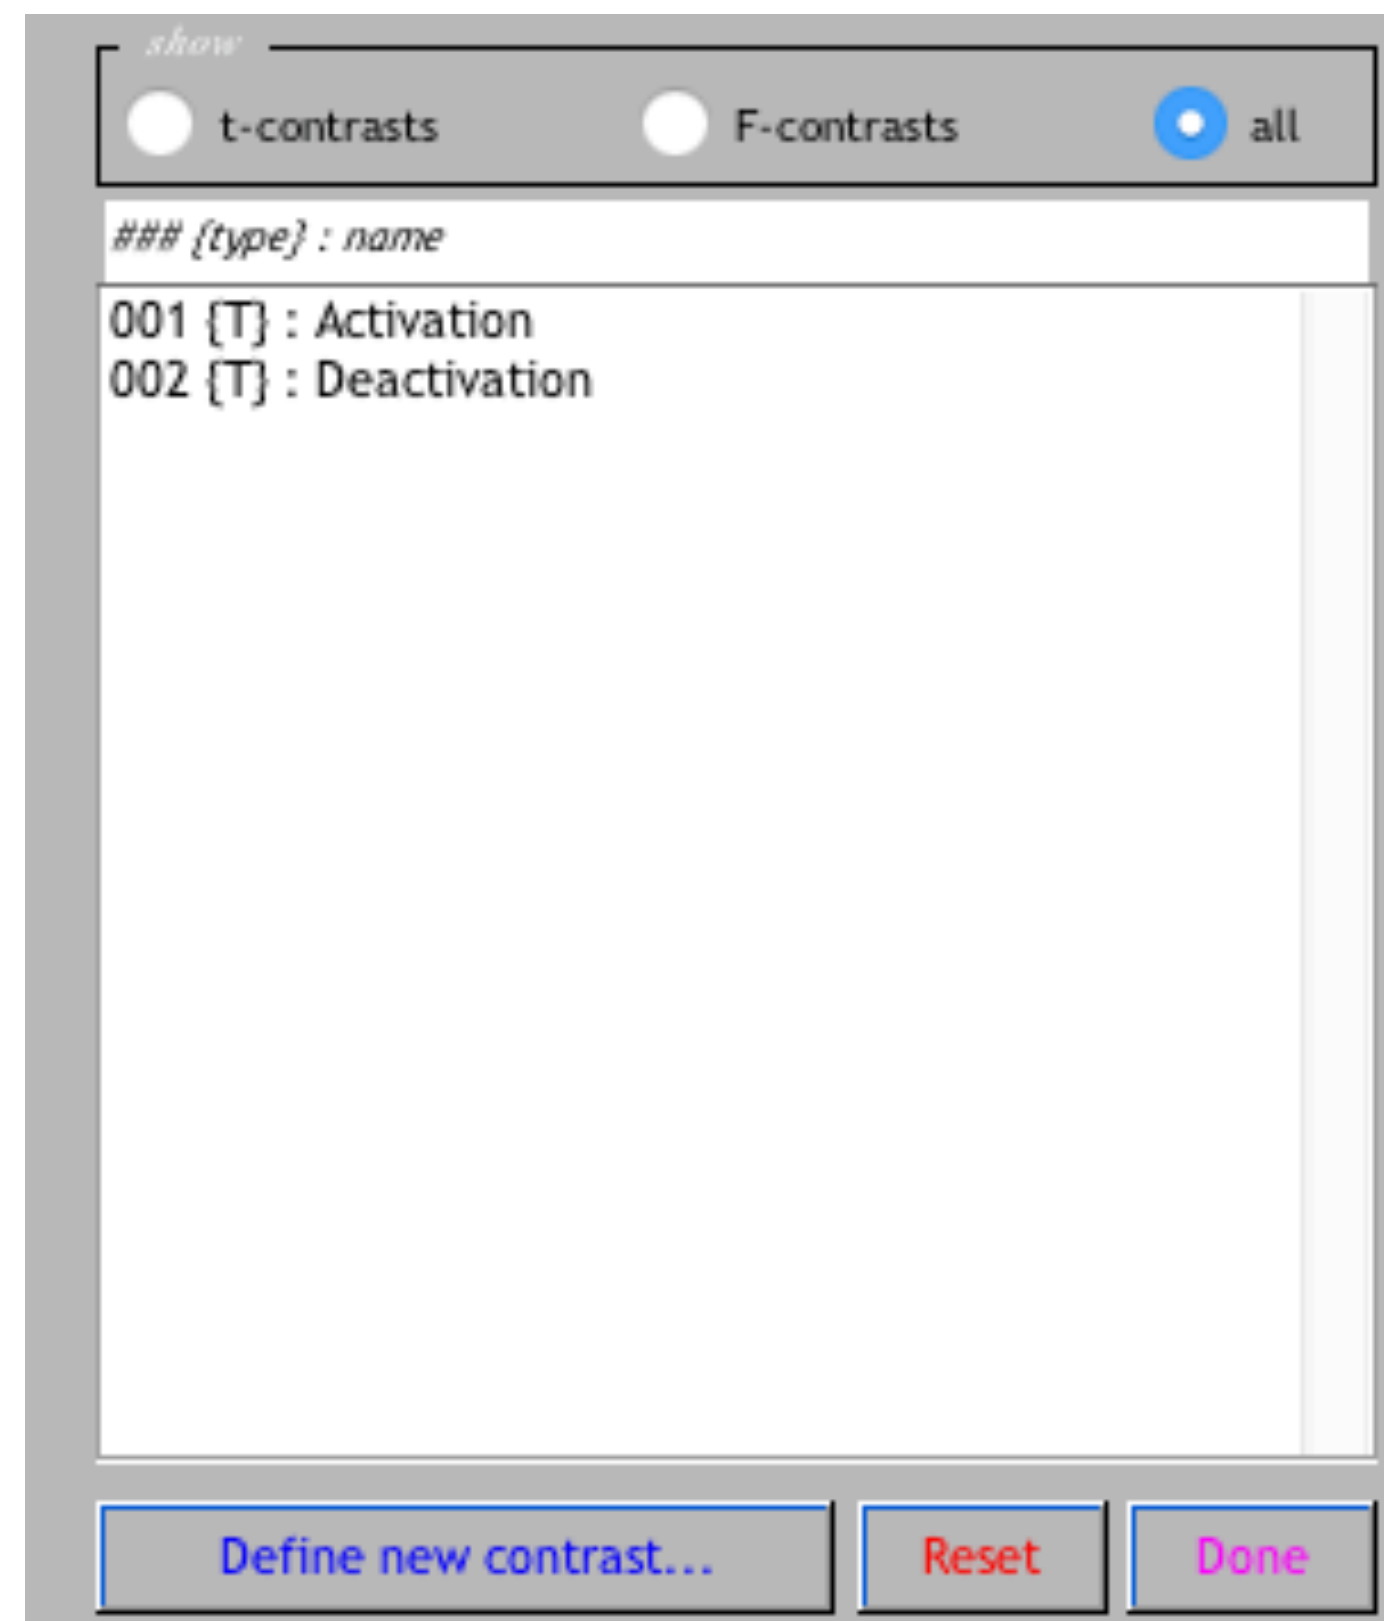 show
t-contrasts F-contrasts all
### {type} : name
001 {T} : Activation
002 {T} : Deactivation
Define new contrast... Reset Done